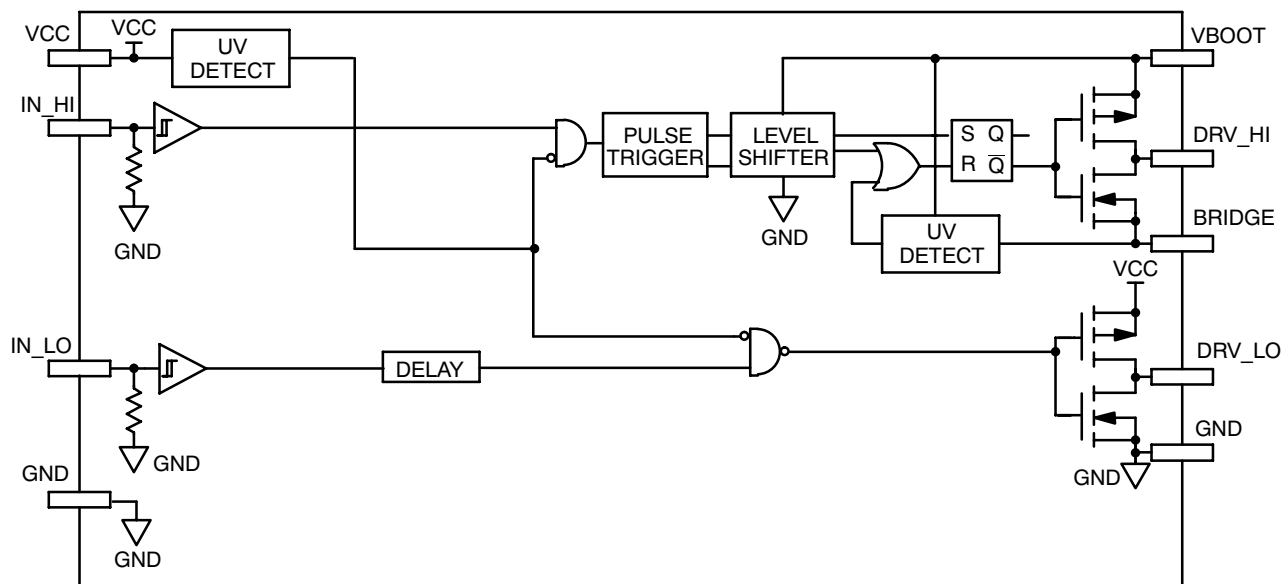 VCC
VCC
UV
DETECT
VBOOT
IN_HI
PULSE
TRIGGER
LEVEL
SHIFTER
S Q
R Q̅
DRV_HI
GND
GND
UV
DETECT
BRIDGE
VCC
IN_LO
DELAY
DRV_LO
GND
GND
GND
GND
GND